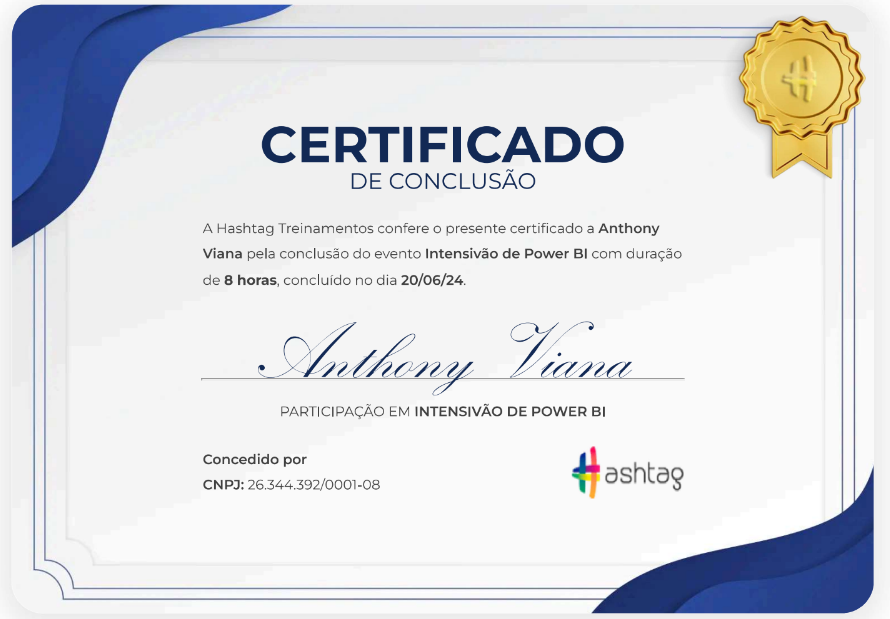 CERTIFICADO
DE CONCLUSÃO
A Hashtag Treinamentos confere o presente certificado a Anthony
Viana pela conclusão do evento Intensivão de Power BI com duração
de 8 horas, concluído no dia 20/06/24.
Anthony Viana
PARTICIPAÇÃO EM INTENSIVÃO DE POWER BI
Concedido por
CNPJ: 26.344.392/0001-08
ashtag